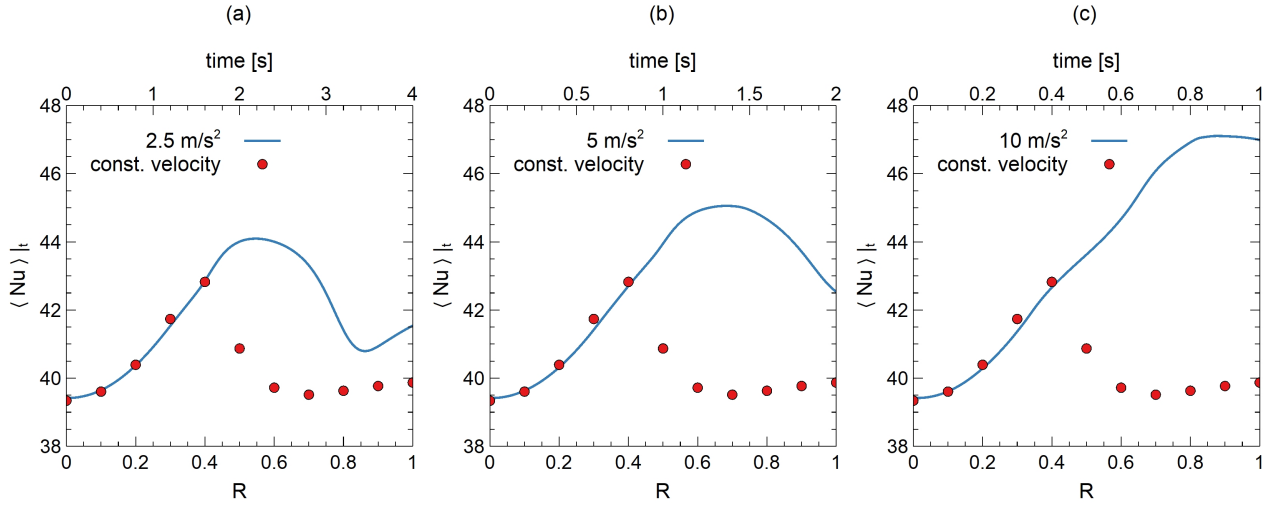 (a)
time [s]
0 1 2 3 4
48
46
44
42
40
38
⟨ Nu ⟩ |t
2.5 m/s²
const. velocity
0 0.2 0.4 0.6 0.8 1
R
(b)
time [s]
0 0.6 1 1.6 2
48
46
44
42
40
38
⟨ Nu ⟩ |t
5 m/s²
const. velocity
0 0.2 0.4 0.6 0.8 1
R
(c)
time [s]
0 0.2 0.4 0.6 0.8 1
48
46
44
42
40
38
⟨ Nu ⟩ |t
10 m/s²
const. velocity
0 0.2 0.4 0.6 0.8 1
R